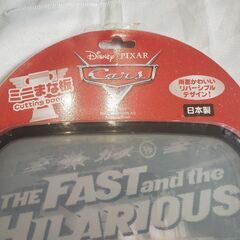 Disney PIXAR
Cars
ミニまな板
Cutting board
両面かわいい
リバーシブル
デザイン!
日本製
THE FAST and the
HILARIOUS